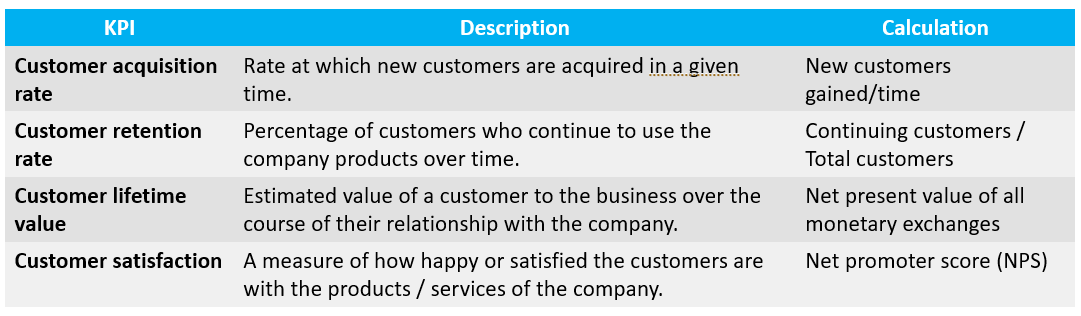 KPI Description Calculation
Customer acquisition Rate at which new customers are acquired in a given New customers
rate time. gained/time
Customer retention Percentage of customers who continue to use the Continuing customers /
rate company products over time. Total customers
Customer lifetime Estimated value of a customer to the business over the Net present value of all
value course of their relationship with the company. monetary exchanges
Customer satisfaction A measure of how happy or satisfied the customers are Net promoter score (NPS)
with the products / services of the company.